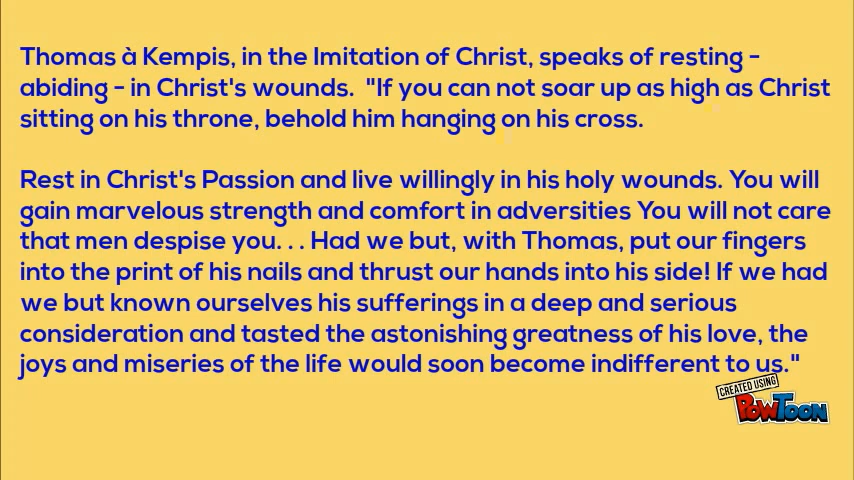 Thomas à Kempis, in the Imitation of Christ, speaks of resting -
abiding - in Christ's wounds.  "If you can not soar up as high as Christ
sitting on his throne, behold him hanging on his cross.
Rest in Christ's Passion and live willingly in his holy wounds. You will
gain marvelous strength and comfort in adversities You will not care
that men despise you. . . Had we but, with Thomas, put our fingers
into the print of his nails and thrust our hands into his side! If we had
we but known ourselves his sufferings in a deep and serious
consideration and tasted the astonishing greatness of his love, the
joys and miseries of the life would soon become indifferent to us."
CREATED USING
POWTOON